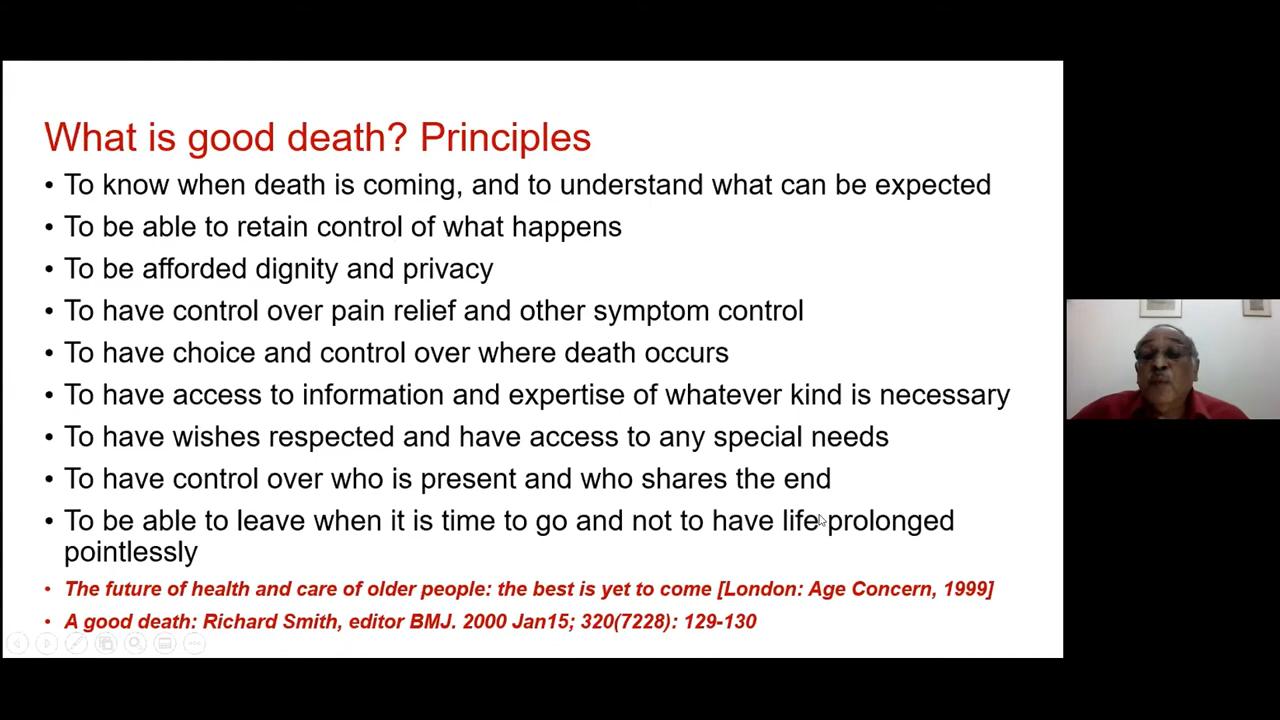 What is good death? Principles
• To know when death is coming, and to understand what can be expected
• To be able to retain control of what happens
• To be afforded dignity and privacy
• To have control over pain relief and other symptom control
• To have choice and control over where death occurs
• To have access to information and expertise of whatever kind is necessary
• To have wishes respected and have access to any special needs
• To have control over who is present and who shares the end
• To be able to leave when it is time to go and not to have life prolonged
pointlessly
• The future of health and care of older people: the best is yet to come [London: Age Concern, 1999]
• A good death: Richard Smith, editor BMJ. 2000 Jan15; 320(7228): 129-130